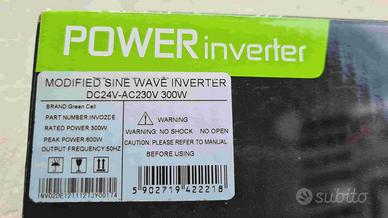 POWER inverter
MODIFIED SINE WAVE INVERTER
DC24V-AC230V 300W
BRAND:Green Cell
PART NUMBER:INVO2DE
RATED POWER:300W
PEAK POWER:600W
OUTPUT FREQUENCY:50HZ
WARNING
WARNING: NO SHOCK NO OPEN
CAUTION: PLEASE REFER TO MANUAL
BEFORE USING
5 902719 422218
subito